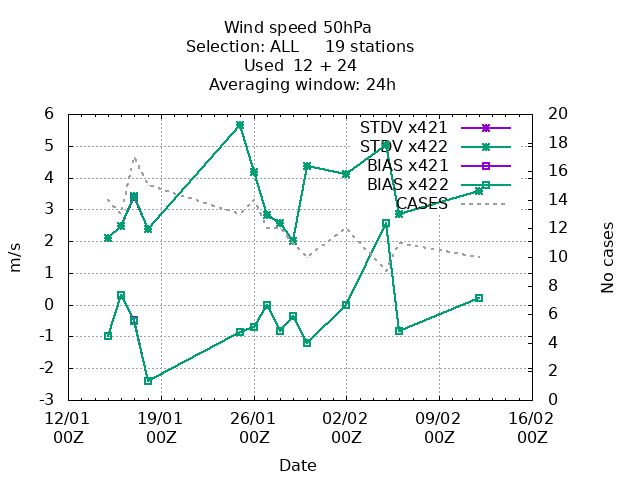 Wind speed 50hPa
Selection: ALL     19 stations
Used  12 + 24
Averaging window: 24h
6
5
4
3
2
1
0
-1
-2
-3
m/s
20
18
16
14
12
10
8
6
4
2
0
No cases
STDV x421
STDV x422
BIAS x421
BIAS x422
CASES
12/01 19/01 26/01 02/02 09/02 16/02
00Z 00Z 00Z 00Z 00Z 00Z
Date